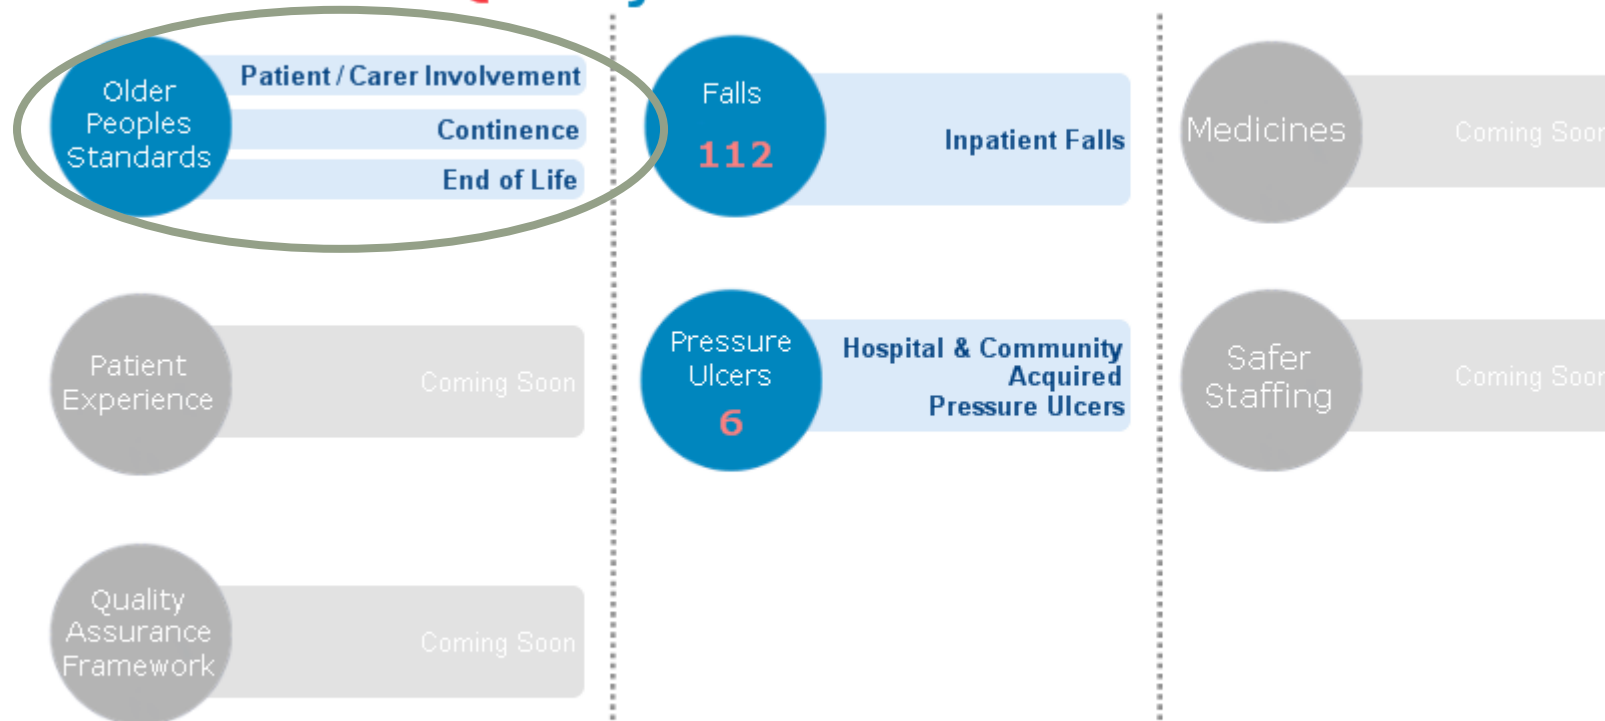 Older
Peoples
Standards
Patient / Carer Involvement
Continence
End of Life
Falls
112
Inpatient Falls
Medicines
Coming Soon
Patient
Experience
Coming Soon
Pressure
Ulcers
6
Hospital & Community
Acquired
Pressure Ulcers
Safer
Staffing
Coming Soon
Quality
Assurance
Framework
Coming Soon